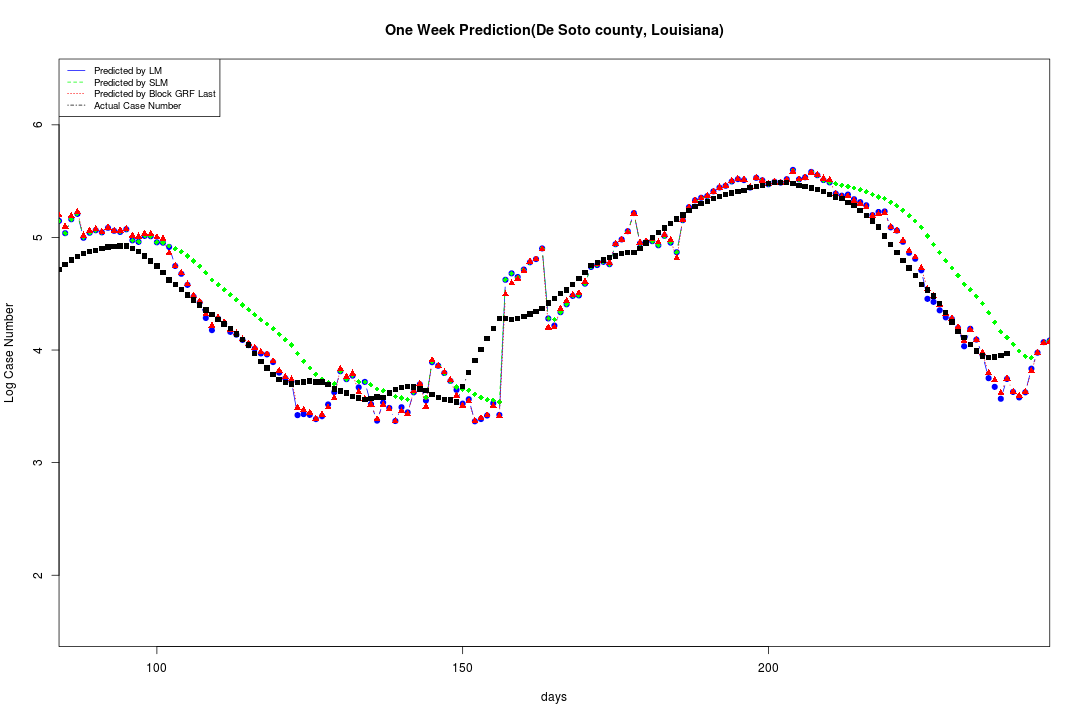 One Week Prediction(De Soto county, Louisiana)
Predicted by LM
Predicted by SLM
Predicted by Block GRF Last
Actual Case Number
6
5
4
3
2
Log Case Number
100
150
200
days